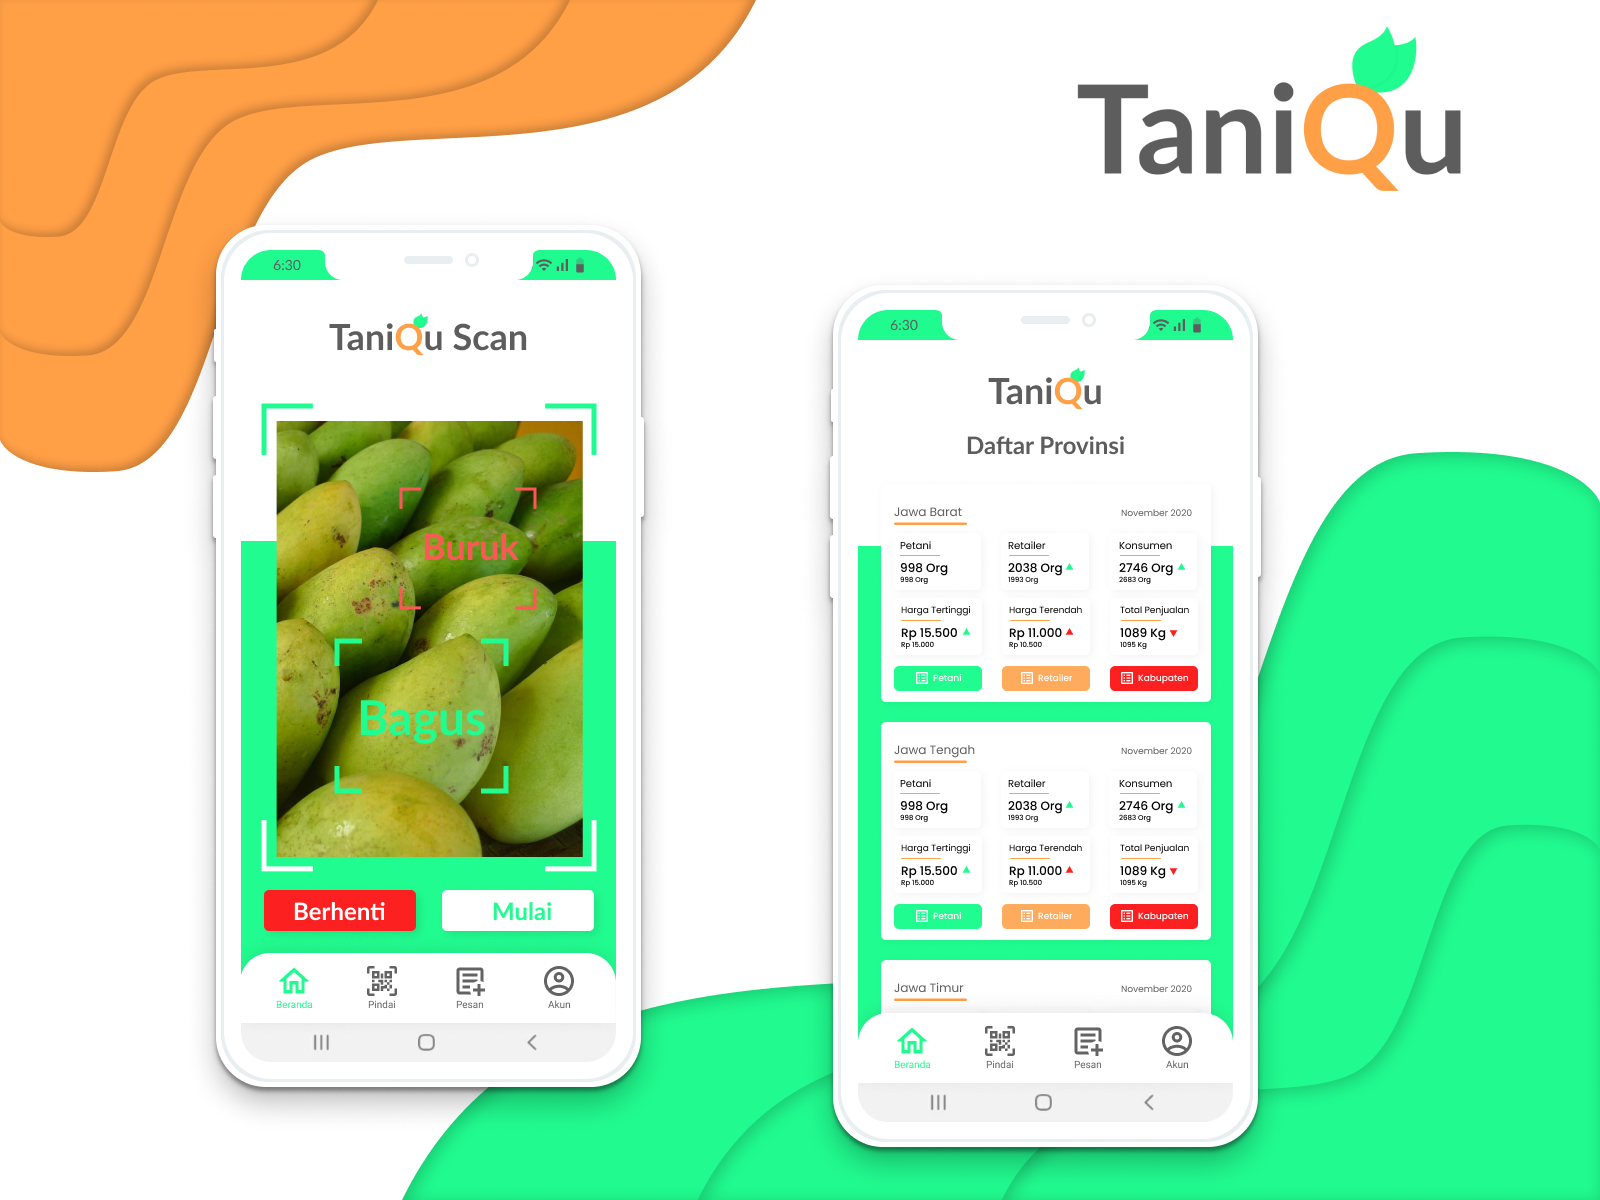 TaniQu
6:30
TaniQu Scan
Buruk
Bagus
Berhenti
Mulai
Beranda
Pindai
Pesan
Akun
6:30
TaniQu
Daftar Provinsi
Jawa Barat
November 2020
Petani
Retailer
Konsumen
998 Org
2038 Org
2746 Org
998 Org
1993 Org
2683 Org
Harga Tertinggi
Harga Terendah
Total Penjualan
Rp 15.500
Rp 11.000
1089 Kg
Rp 15.000
Rp 10.500
1095 Kg
Petani
Retailer
Kabupaten
Jawa Tengah
November 2020
Petani
Retailer
Konsumen
998 Org
2038 Org
2746 Org
998 Org
1993 Org
2683 Org
Harga Tertinggi
Harga Terendah
Total Penjualan
Rp 15.500
Rp 11.000
1089 Kg
Rp 15.000
Rp 10.500
1095 Kg
Petani
Retailer
Kabupaten
Jawa Timur
November 2020
Beranda
Pindai
Pesan
Akun